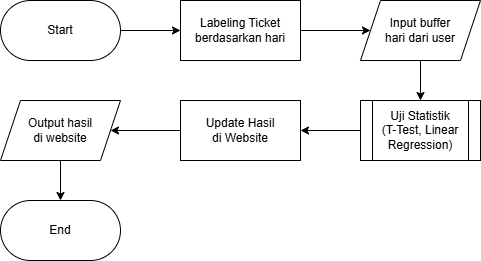 Start
Labeling Ticket
berdasarkan hari
Input buffer
hari dari user
Uji Statistik
(T-Test, Linear
Regression)
Update Hasil
di Website
Output hasil
di website
End